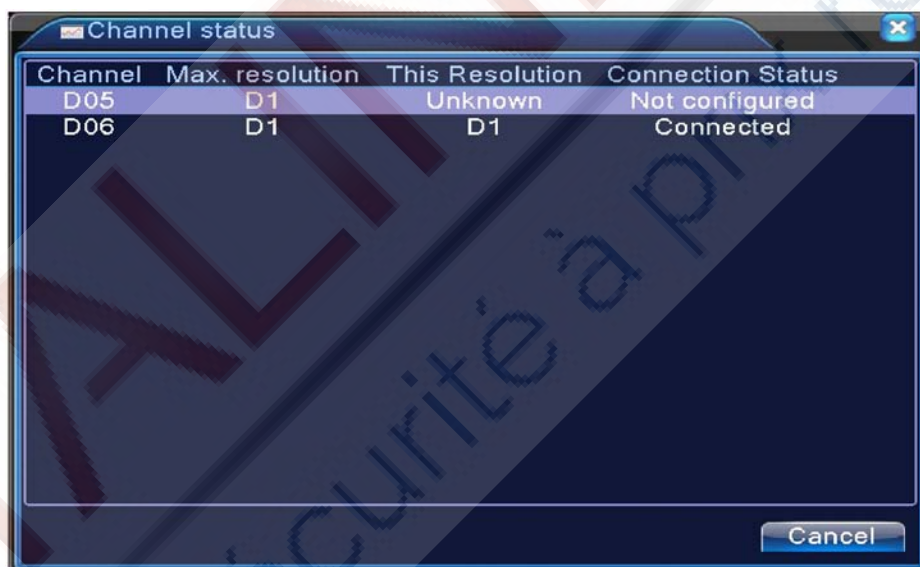 Channel status
Channel Max. resolution This Resolution Connection Status
D05 D1 Unknown Not configured
D06 D1 D1 Connected
Cancel
à prix